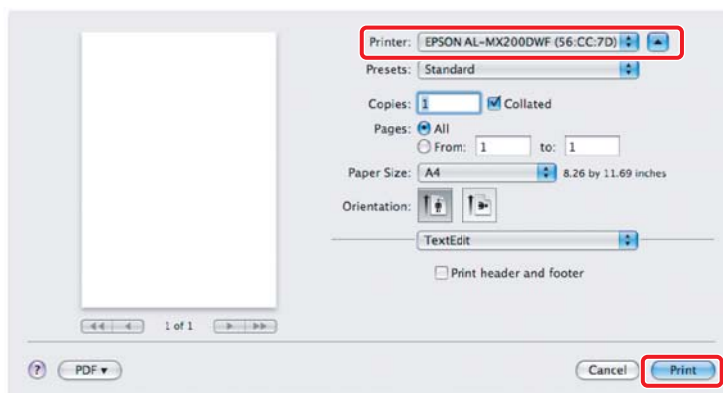 Printer: EPSON AL-MX200DWF (56:CC:7D)
Presets: Standard
Copies: 1 Collated
Pages: All
From: 1 to: 1
Paper Size: A4 8.26 by 11.69 inches
Orientation:
TextEdit
Print header and footer
1 of 1
? PDF Cancel Print